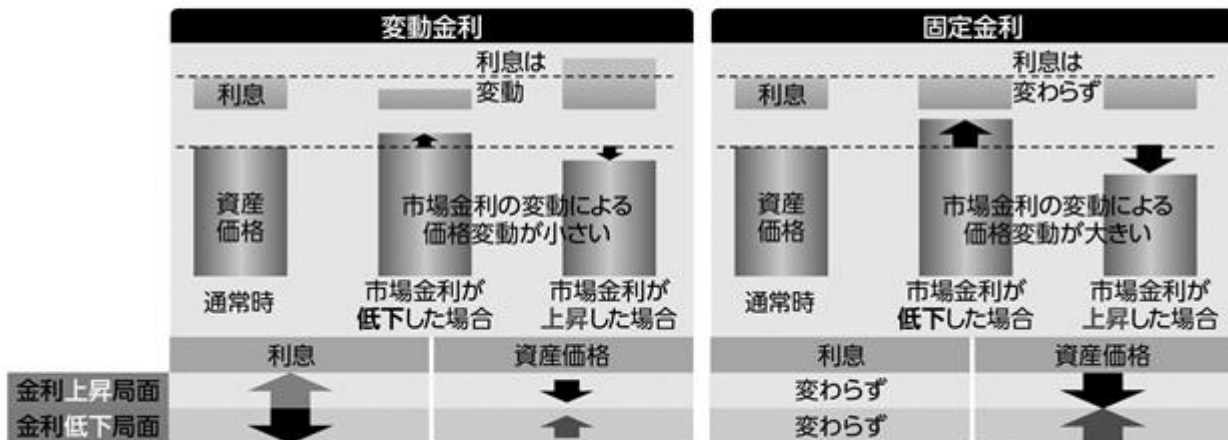 変動金利
利息
利息は
変動
資産
価格
市場金利の変動による
価格変動が小さい
通常時
市場金利が
低下した場合
市場金利が
上昇した場合
利息
資産価格
固定金利
利息
利息は
変わらず
資産
価格
市場金利の変動による
価格変動が大きい
通常時
市場金利が
低下した場合
市場金利が
上昇した場合
利息
資産価格
金利上昇局面
変わらず
金利低下局面
変わらず